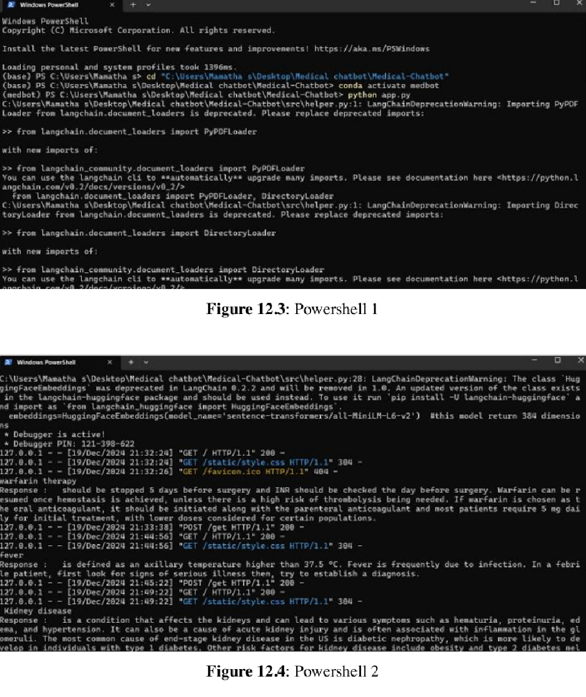 Windows PowerShell
Windows PowerShell
Copyright (C) Microsoft Corporation. All rights reserved.
Install the latest PowerShell for new features and improvements! https://aka.ms/PSWindows
Loading personal and system profiles took 1396ms.
(base) PS C:\Users\Mamatha s> cd "C:\Users\Mamatha s\Desktop\Medical chatbot\Medical-Chatbot"
(base) PS C:\Users\Mamatha s\Desktop\Medical chatbot\Medical-Chatbot> conda activate medbot
(medbot) PS C:\Users\Mamatha s\Desktop\Medical chatbot\Medical-Chatbot> python app.py
C:\Users\Mamatha s\Desktop\Medical chatbot\Medical-Chatbot\src\helper.py:1: LangChainDeprecationWarning: Importing PyPDF
Loader from langchain.document_loaders is deprecated. Please replace deprecated imports:
>> from langchain.document_loaders import PyPDFLoader
with new imports of:
>> from langchain_community.document_loaders import PyPDFLoader
You can use the langchain cli to **automatically** upgrade many imports. Please see documentation here <https://python.l
angchain.com/v0.2/docs/versions/v0_2/>
from langchain.document_loaders import PyPDFLoader, DirectoryLoader
C:\Users\Mamatha s\Desktop\Medical chatbot\Medical-Chatbot\src\helper.py:1: LangChainDeprecationWarning: Importing Direc
toryLoader from langchain.document_loaders is deprecated. Please replace deprecated imports:
>> from langchain.document_loaders import DirectoryLoader
with new imports of:
>> from langchain_community.document_loaders import DirectoryLoader
You can use the langchain cli to **automatically** upgrade many imports. Please see documentation here <https://python.l
angchain.com/v0.2/docs/versions/v0_2/>
Figure 12.3: Powershell 1
Windows PowerShell
C:\Users\Mamatha s\Desktop\Medical chatbot\Medical-Chatbot\src\helper.py:28: LangChainDeprecationWarning: The class `Hug
gingFaceEmbeddings` was deprecated in LangChain 0.2.2 and will be removed in 1.0. An updated version of the class exists
in the langchain-huggingface package and should be used instead. To use it run `pip install -U langchain-huggingface` a
nd import as `from langchain_huggingface import HuggingFaceEmbeddings`.
embeddings=HuggingFaceEmbeddings(model_name='sentence-transformers/all-MiniLM-L6-v2') #this model return 384 dimensio
ns
* Debugger is active!
* Debugger PIN: 121-398-622
127.0.0.1 - - [19/Dec/2024 21:32:24] "GET / HTTP/1.1" 200 -
127.0.0.1 - - [19/Dec/2024 21:32:24] "GET /static/style.css HTTP/1.1" 304 -
127.0.0.1 - - [19/Dec/2024 21:32:26] "GET /favicon.ico HTTP/1.1" 404 -
warfarin therapy
Response : should be stopped 5 days before surgery and INR should be checked the day before surgery. Warfarin can be r
esumed once hemostasis is achieved, unless there is a high risk of thrombolysis being needed. If warfarin is chosen as t
he oral anticoagulant, it should be initiated along with the parenteral anticoagulant and most patients require 5 mg dai
ly for initial treatment, with lower doses considered for certain populations.
127.0.0.1 - - [19/Dec/2024 21:33:38] "POST /get HTTP/1.1" 200 -
127.0.0.1 - - [19/Dec/2024 21:44:56] "GET / HTTP/1.1" 200 -
127.0.0.1 - - [19/Dec/2024 21:44:56] "GET /static/style.css HTTP/1.1" 304 -
fever
Response : is defined as an axillary temperature higher than 37.5 °C. Fever is frequently due to infection. In a febri
le patient, first look for signs of serious illness then, try to establish a diagnosis.
127.0.0.1 - - [19/Dec/2024 21:45:22] "POST /get HTTP/1.1" 200 -
127.0.0.1 - - [19/Dec/2024 21:49:22] "GET / HTTP/1.1" 200 -
127.0.0.1 - - [19/Dec/2024 21:49:22] "GET /static/style.css HTTP/1.1" 304 -
Kidney disease
Response : is a condition that affects the kidneys and can lead to various symptoms such as hematuria, proteinuria, ed
ema, and hypertension. It can also be a cause of acute kidney injury and is often associated with inflammation in the gl
omeruli. The most common cause of end-stage kidney disease in the US is diabetic nephropathy, which is more likely to de
velop in individuals with type 1 diabetes. Other risk factors for kidney disease include obesity and type 2 diabetes mel
Figure 12.4: Powershell 2